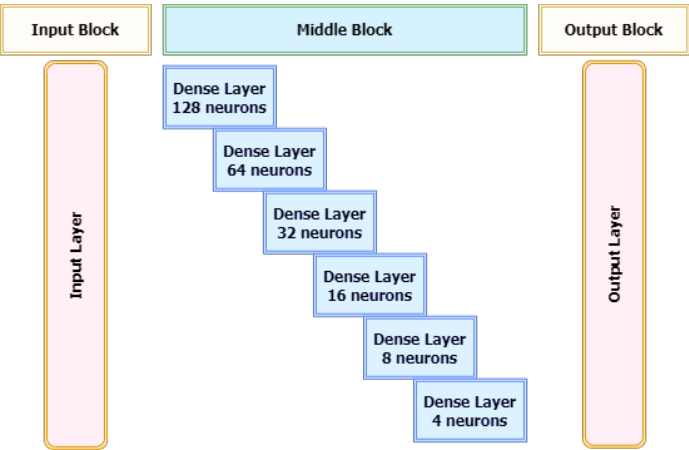 Input Block
Middle Block
Output Block
Input Layer
Dense Layer
128 neurons
Dense Layer
64 neurons
Dense Layer
32 neurons
Dense Layer
16 neurons
Dense Layer
8 neurons
Dense Layer
4 neurons
Output Layer